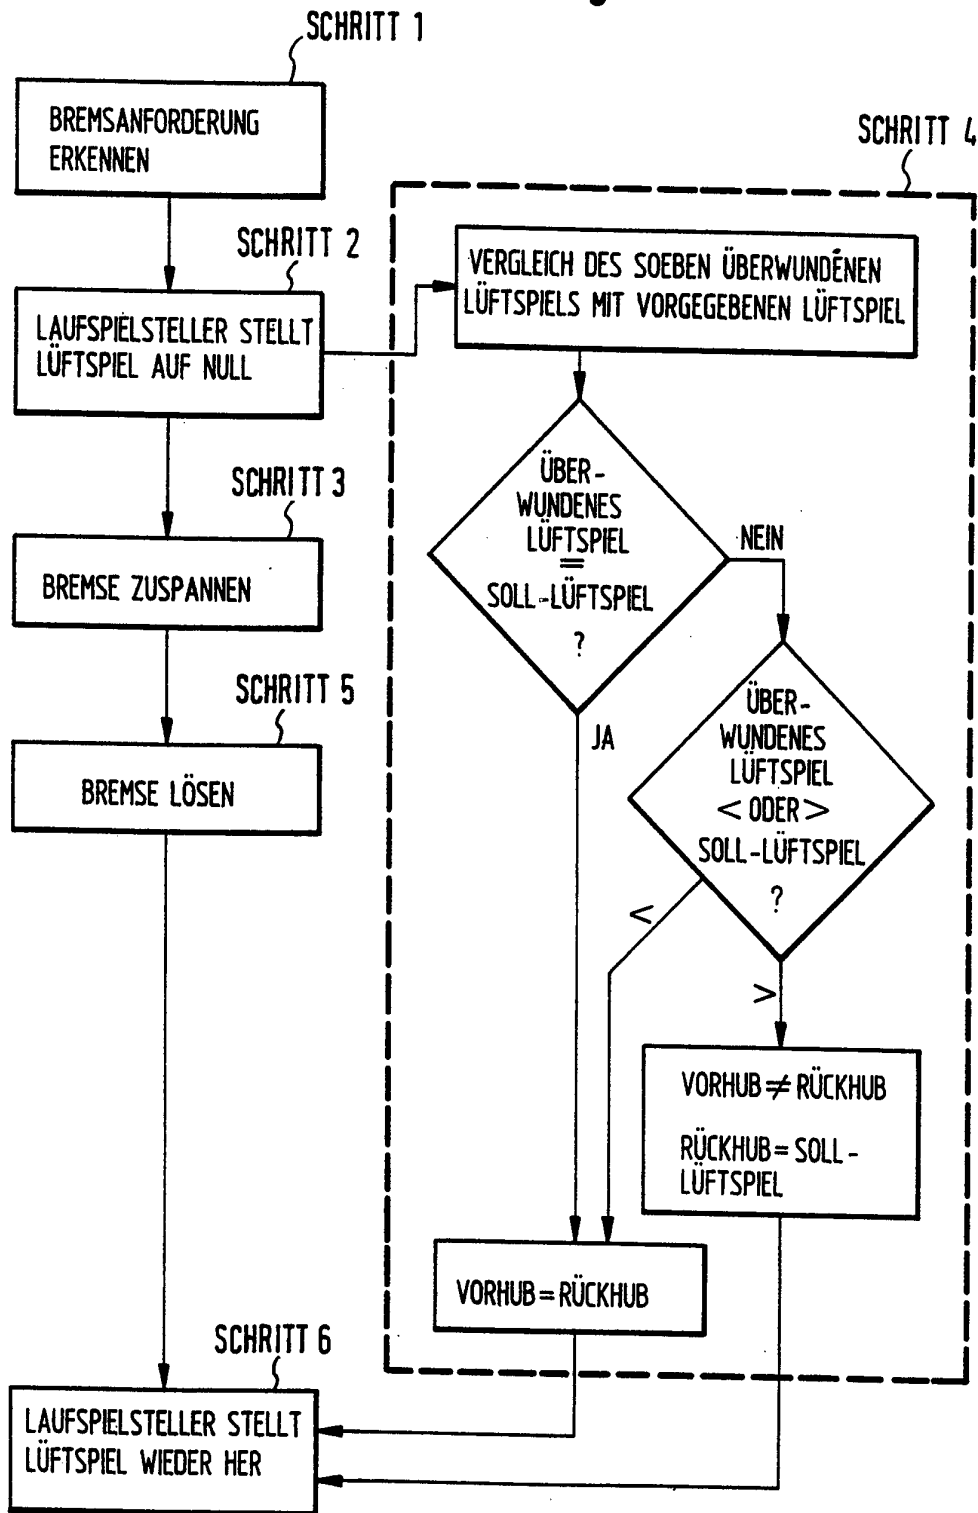 SCHRITT 1
BREMSANFORDERUNG
ERKENNEN
SCHRITT 2
LAUFSPIELSTELLER STELLT
LÜFTSPIEL AUF NULL
SCHRITT 3
BREMSE ZUSPANNEN
SCHRITT 5
BREMSE LÖSEN
SCHRITT 4
VERGLEICH DES SOEBEN ÜBERWUNDENEN
LÜFTSPIELS MIT VORGEGEBENEN LÜFTSPIEL
ÜBER-
WUNDENES
LÜFTSPIEL
=
SOLL-LÜFTSPIEL
?
NEIN
JA
ÜBER-
WUNDENES
LÜFTSPIEL
< ODER >
SOLL-LÜFTSPIEL
?
<
>
VORHUB ≠ RÜCKHUB
RÜCKHUB = SOLL-
LÜFTSPIEL
VORHUB = RÜCKHUB
SCHRITT 6
LAUFSPIELSTELLER STELLT
LÜFTSPIEL WIEDER HER